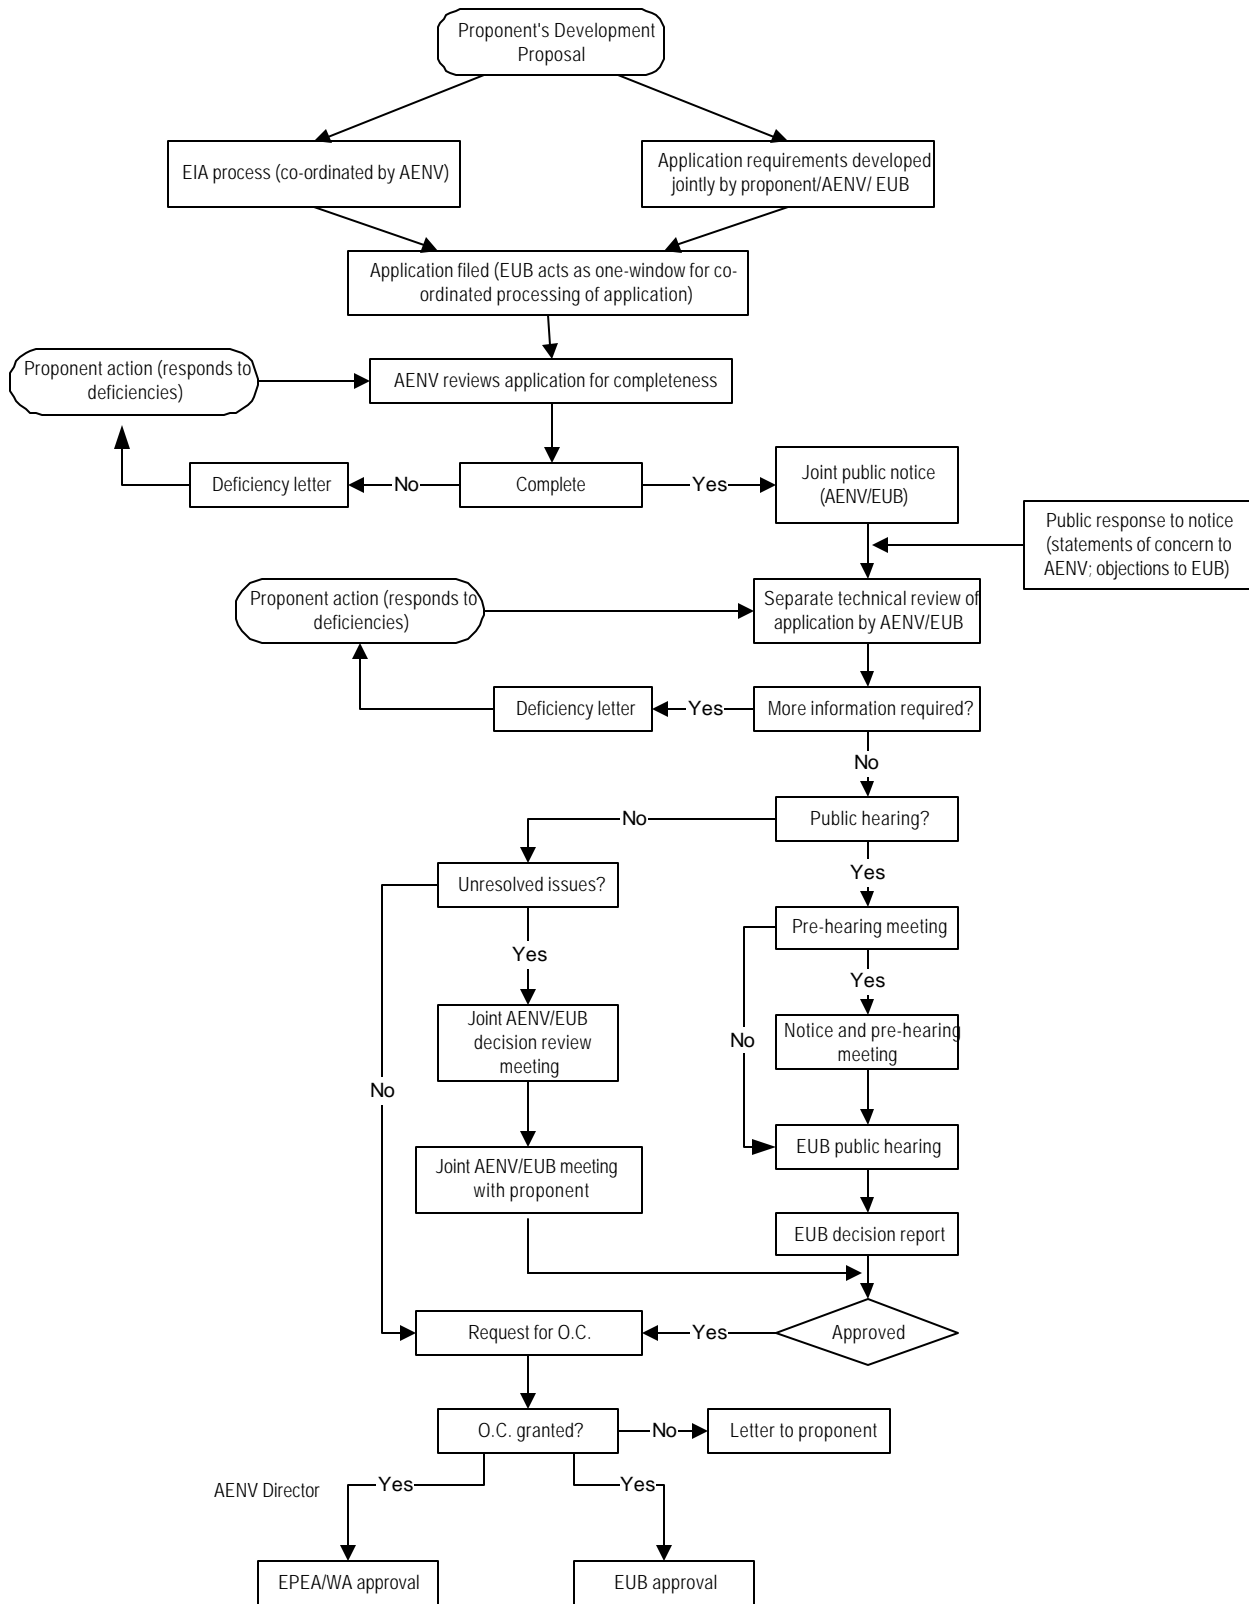 Proponent's Development
Proposal
EIA process (co-ordinated by AENV)
Application requirements developed
jointly by proponent/AENV/ EUB
Application filed (EUB acts as one-window for co-
ordinated processing of application)
Proponent action (responds to
deficiencies)
AENV reviews application for completeness
Deficiency letter
No
Complete
Yes
Joint public notice
(AENV/EUB)
Public response to notice
(statements of concern to
AENV; objections to EUB)
Proponent action (responds to
deficiencies)
Separate technical review of
application by AENV/EUB
Deficiency letter
Yes
More information required?
No
Public hearing?
No
Unresolved issues?
Yes
Pre-hearing meeting
Yes
Yes
Joint AENV/EUB
decision review
meeting
No
Notice and pre-hearing
meeting
No
Joint AENV/EUB meeting
with proponent
EUB public hearing
EUB decision report
Request for O.C.
Yes
Approved
O.C. granted?
No
Letter to proponent
AENV Director
Yes
Yes
EPEA/WA approval
EUB approval